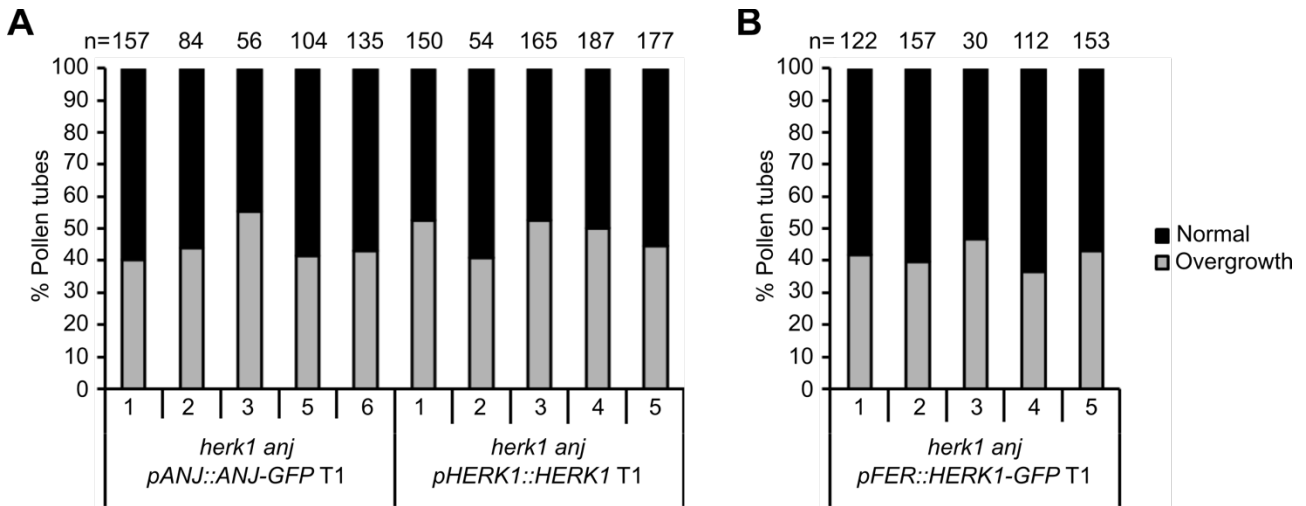 A
n=157 84 56 104 135 150 54 165 187 177
% Pollen tubes
100
90
80
70
60
50
40
30
20
10
0
1 2 3 5 6 1 2 3 4 5
herk1 anj
pANJ::ANJ-GFP T1
herk1 anj
pHERK1::HERK1 T1
B
n= 122 157 30 112 153
% Pollen tubes
100
90
80
70
60
50
40
30
20
10
0
1 2 3 4 5
herk1 anj
pFER::HERK1-GFP T1
Normal
Overgrowth